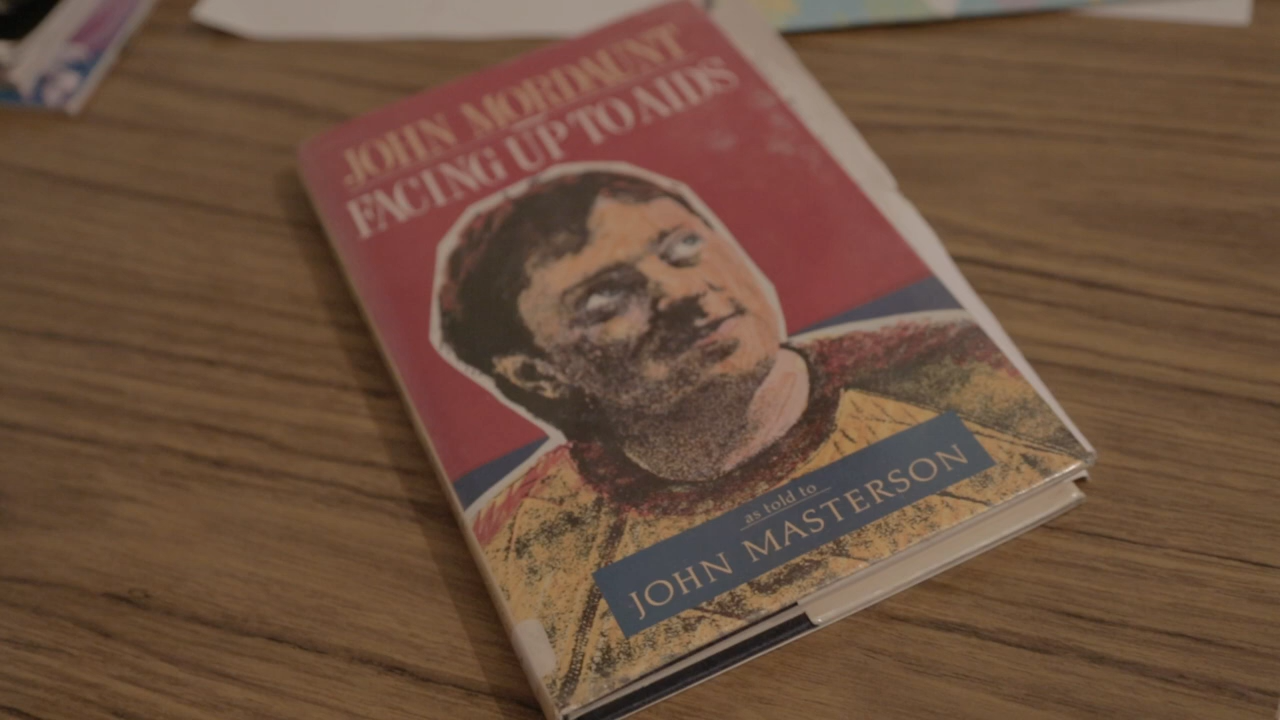 JOHN MORDAUNT
FACING UP TO AIDS
as told to
JOHN MASTERSON